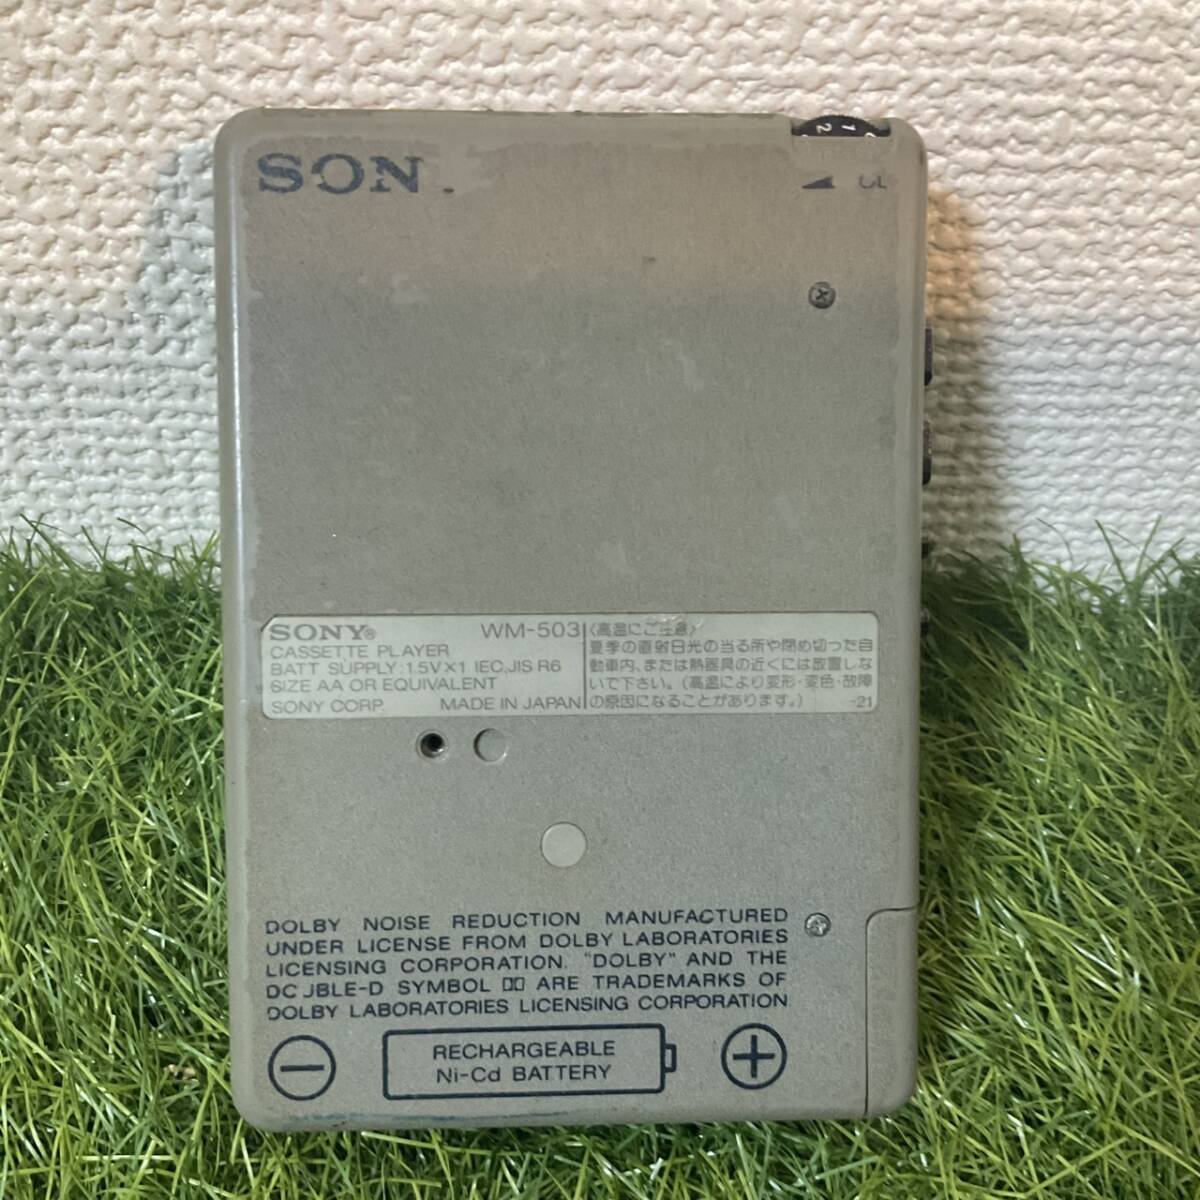 SON
2 1
SONY® WM-503
CASSETTE PLAYER
BATT SUPPLY: 1.5V×1 IEC, JIS R6
SIZE AA OR EQUIVALENT
SONY CORP. MADE IN JAPAN
〈高温にご注意〉
夏季の直射日光の当る所や閉め切った自
動車内、または熱器具の近くには放置しな
いで下さい。(高温により変形・変色・故障
の原因になることがあります。) -21
DOLBY NOISE REDUCTION MANUFACTURED
UNDER LICENSE FROM DOLBY LABORATORIES
LICENSING CORPORATION. "DOLBY" AND THE
SYMBOL ARE TRADEMARKS OF
DOLBY LABORATORIES LICENSING CORPORATION
− RECHARGEABLE +
Ni-Cd BATTERY